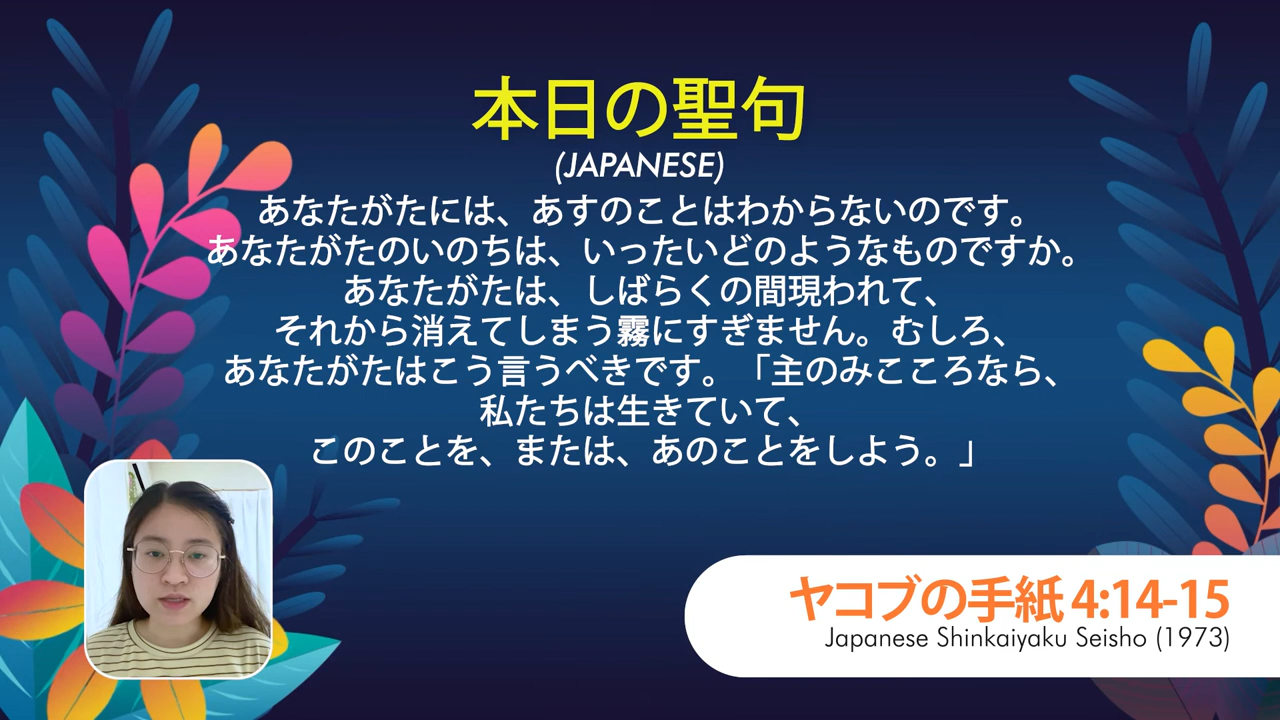 本日の聖句
(JAPANESE)
あなたがたには、あすのことはわからないのです。
あなたがたのいのちは、いったいどのようなものですか。
あなたがたは、しばらくの間現われて、
それから消えてしまう霧にすぎません。むしろ、
あなたがたはこう言うべきです。「主のみこころなら、
私たちは生きていて、
このことを、または、あのことをしよう。」
ヤコブの手紙 4:14-15
Japanese Shinkaiyaku Seisho (1973)